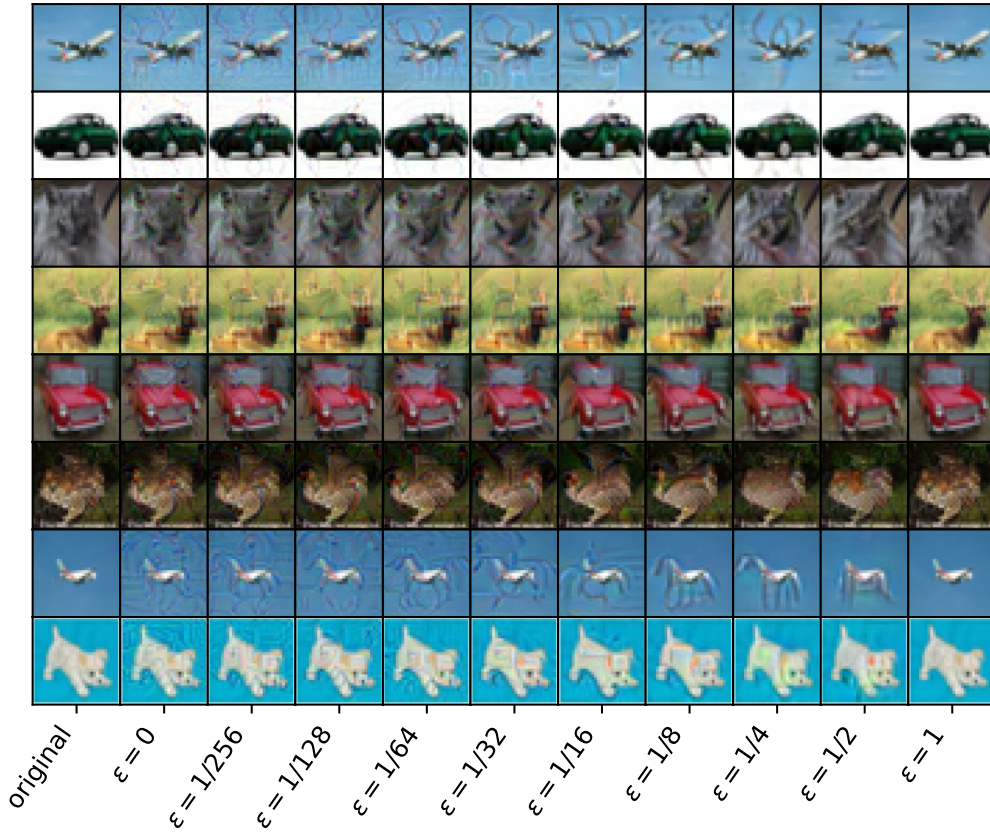 original
ε = 0
ε = 1/256
ε = 1/128
ε = 1/64
ε = 1/32
ε = 1/16
ε = 1/8
ε = 1/4
ε = 1/2
ε = 1